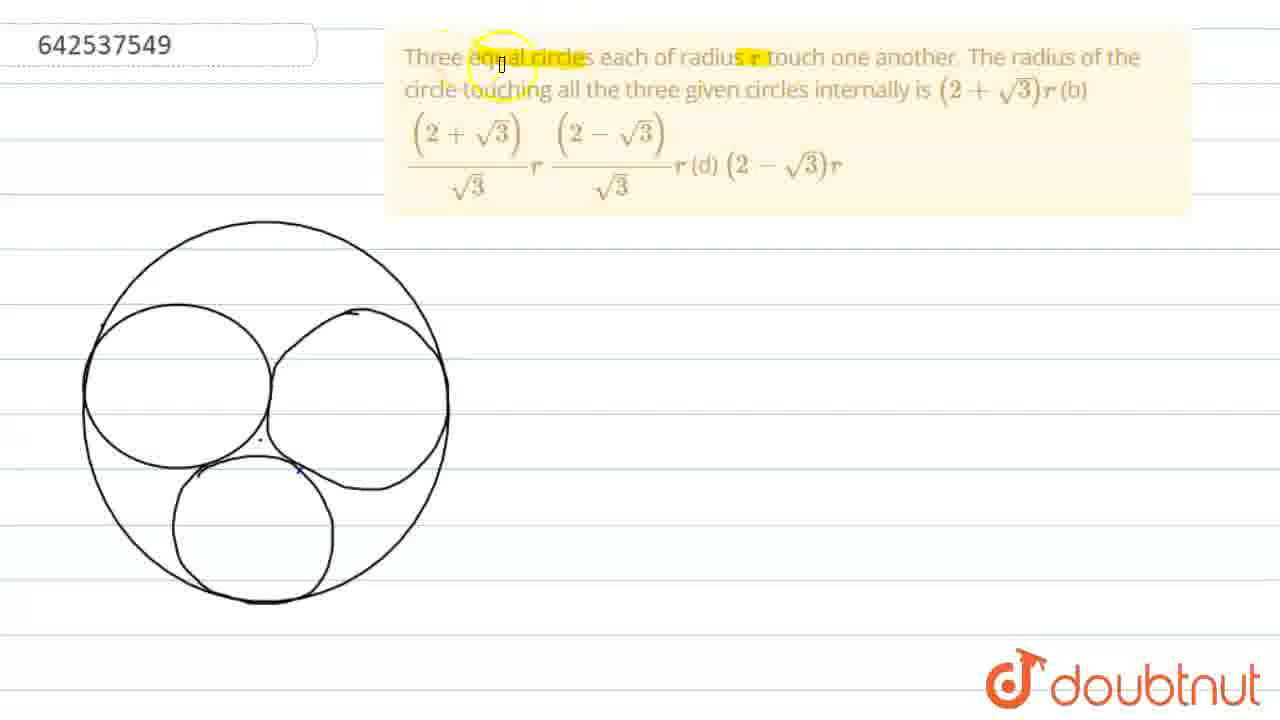 642537549
Three equal circles each of radius r touch one another. The radius of the
circle touching all the three given circles internally is (2 + √3)r (b)
(2 + √3)/√3 r (2 − √3)/√3 r (d) (2 − √3)r
doubtnut